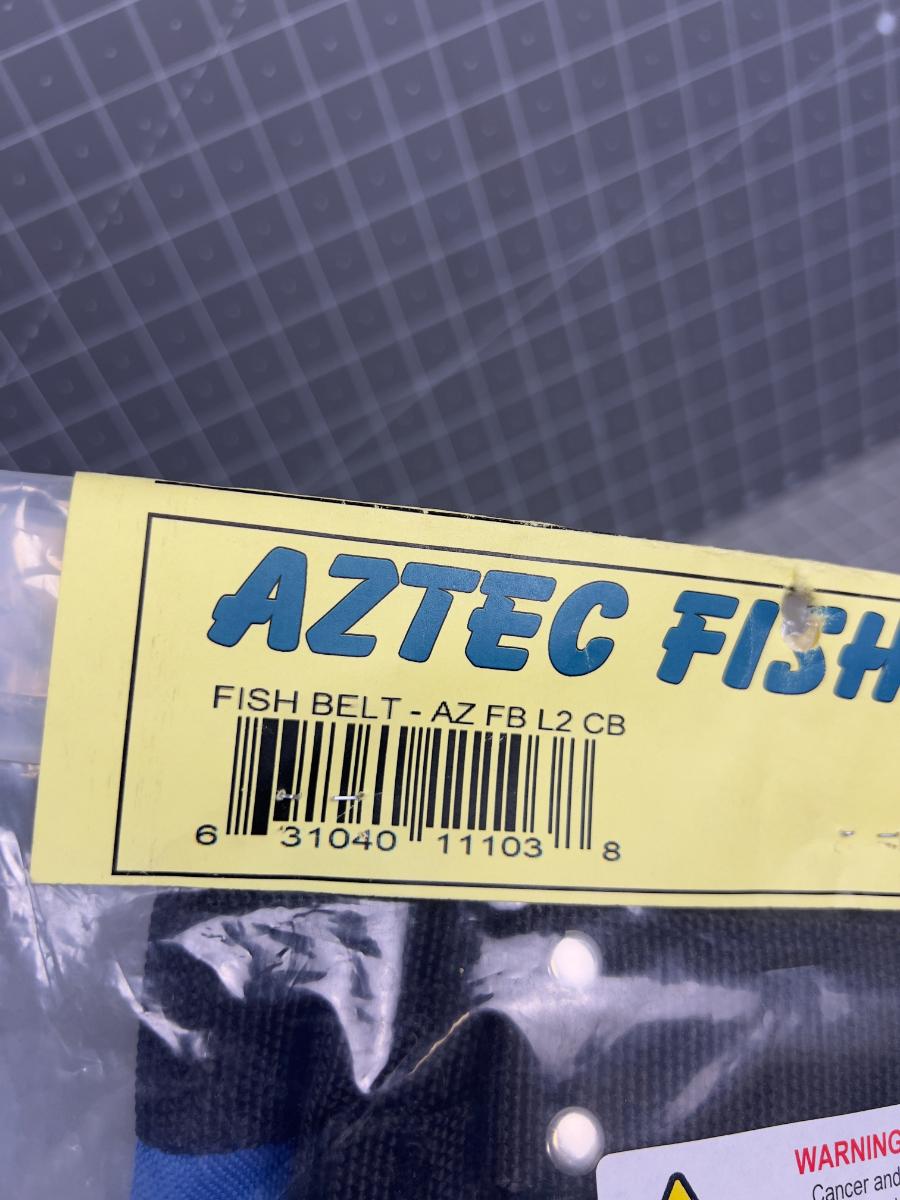 AZTEC FISH
FISH BELT - AZ FB L2 CB
6 31040 11103 8
WARNING
Cancer and